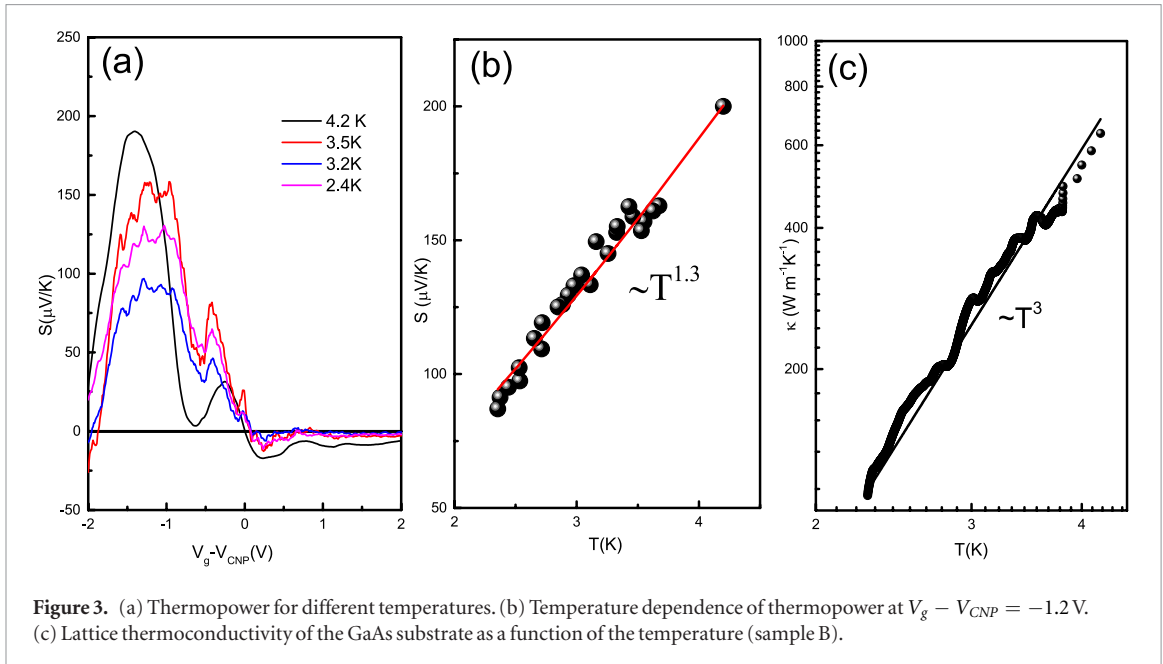 (a)
250
200
150
100
50
0
-50
S(μV/K)
4.2 K
3.5K
3.2K
2.4K
-2 -1 0 1 2
V_g-V_CNP(V)
(b)
200
150
100
50
S (μV/K)
~T^1.3
2 3 4
T(K)
(c)
1000
800
600
400
200
κ (W m^-1K^-1)
~T^3
2 3 4
T(K)
Figure 3. (a) Thermopower for different temperatures. (b) Temperature dependence of thermopower at V_g − V_CNP = −1.2 V.
(c) Lattice thermoconductivity of the GaAs substrate as a function of the temperature (sample B).